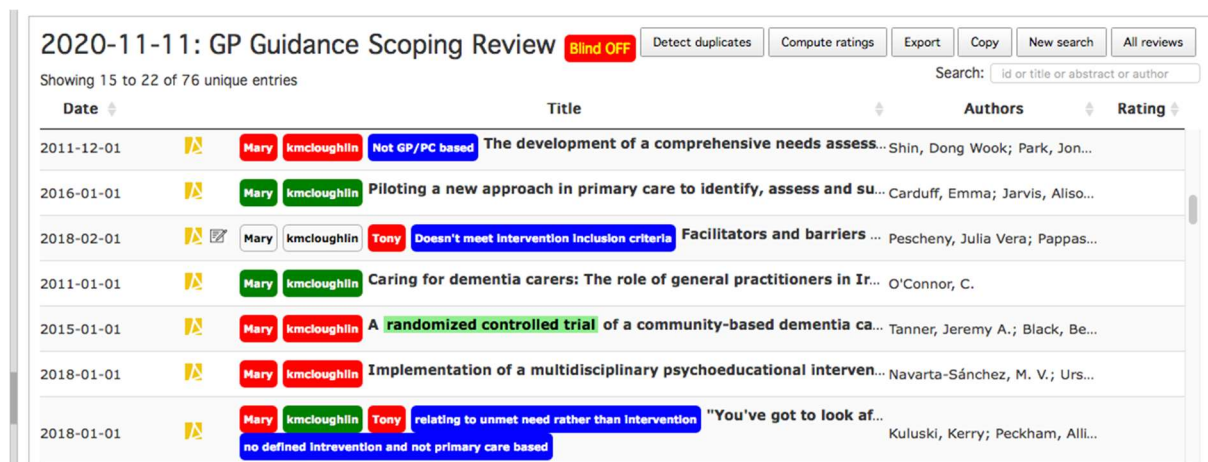 2020-11-11: GP Guidance Scoping Review Blind OFF Detect duplicates Compute ratings Export Copy New search All reviews
Showing 15 to 22 of 76 unique entries Search: id or title or abstract or author
Date Title Authors Rating
2011-12-01 Mary kmcloughlin Not GP/PC based The development of a comprehensive needs assess... Shin, Dong Wook; Park, Jon...
2016-01-01 Mary kmcloughlin Piloting a new approach in primary care to identify, assess and su... Carduff, Emma; Jarvis, Aliso...
2018-02-01 Mary kmcloughlin Tony Doesn't meet intervention inclusion criteria Facilitators and barriers ... Pescheny, Julia Vera; Pappas...
2011-01-01 Mary kmcloughlin Caring for dementia carers: The role of general practitioners in Ir... O'Connor, C.
2015-01-01 Mary kmcloughlin A randomized controlled trial of a community-based dementia ca... Tanner, Jeremy A.; Black, Be...
2018-01-01 Mary kmcloughlin Implementation of a multidisciplinary psychoeducational interven... Navarta-Sánchez, M. V.; Urs...
2018-01-01 Mary kmcloughlin Tony relating to unmet need rather than intervention "You've got to look af... Kuluski, Kerry; Peckham, Alli...
no defined intrevention and not primary care based